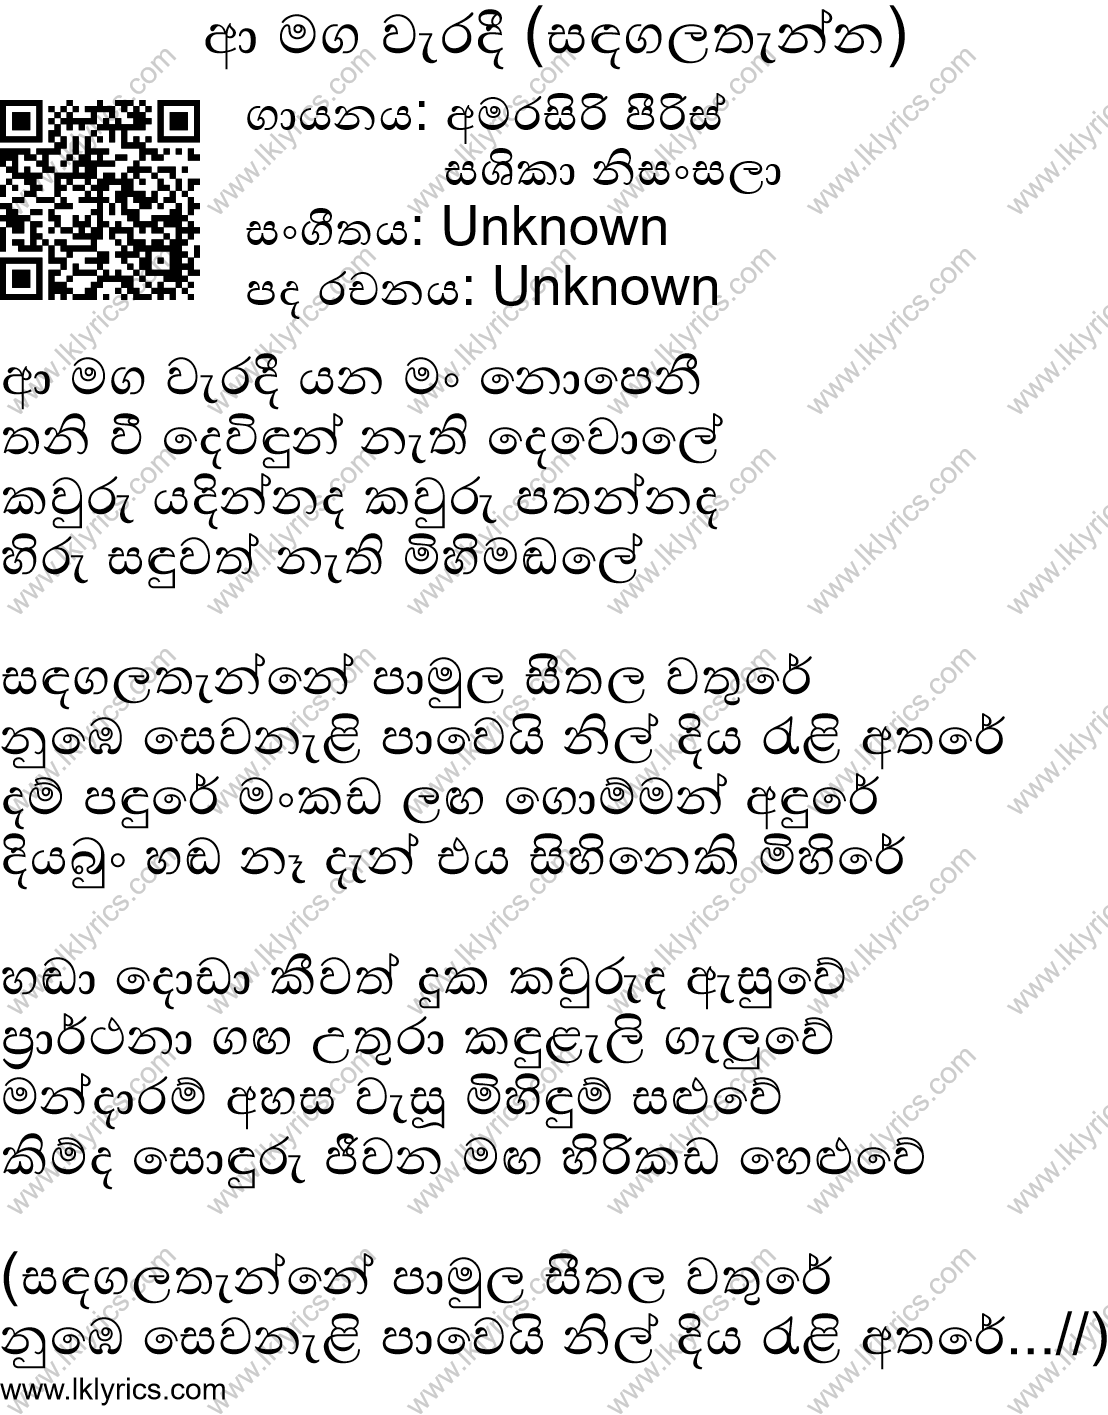 ආ මග වැරදී (සඳගලතැන්න)
ගායනය: අමරසිරි පීරිස්
සශිකා නිසංසලා
සංගීතය: Unknown
පද රචනය: Unknown
ආ මග වැරදී යන මං නොපෙනී
තනි වී දෙවිඳුන් නැති දෙවොලේ
කවුරු යදින්නද කවුරු පතන්නද
හිරු සඳුවත් නැති මිහිමඬලේ
සඳගලතැන්නේ පාමුල සීතල වතුරේ
නුඹෙ සෙවනැළි පාවෙයි නිල් දිය රැළි අතරේ
දම් පඳුරේ මංකඩ ලඟ ගොම්මන් අඳුරේ
දියබුං හඬ නෑ දැන් එය සිහිනෙකි මිහිරේ
හඬා දොඩා කීවත් දුක කවුරුද ඇසුවේ
ප්‍රාර්ථනා ගඟ උතුරා කඳුළැලි ගැලුවේ
මන්දාරම් අහස වැසූ මිහිඳුම් සළුවේ
කිම්ද සොඳුරු ජීවන මඟ හිරිකඩ හෙළුවේ
(සඳගලතැන්නේ පාමුල සීතල වතුරේ
නුඹෙ සෙවනැළි පාවෙයි නිල් දිය රැළි අතරේ...//)
www.lklyrics.com